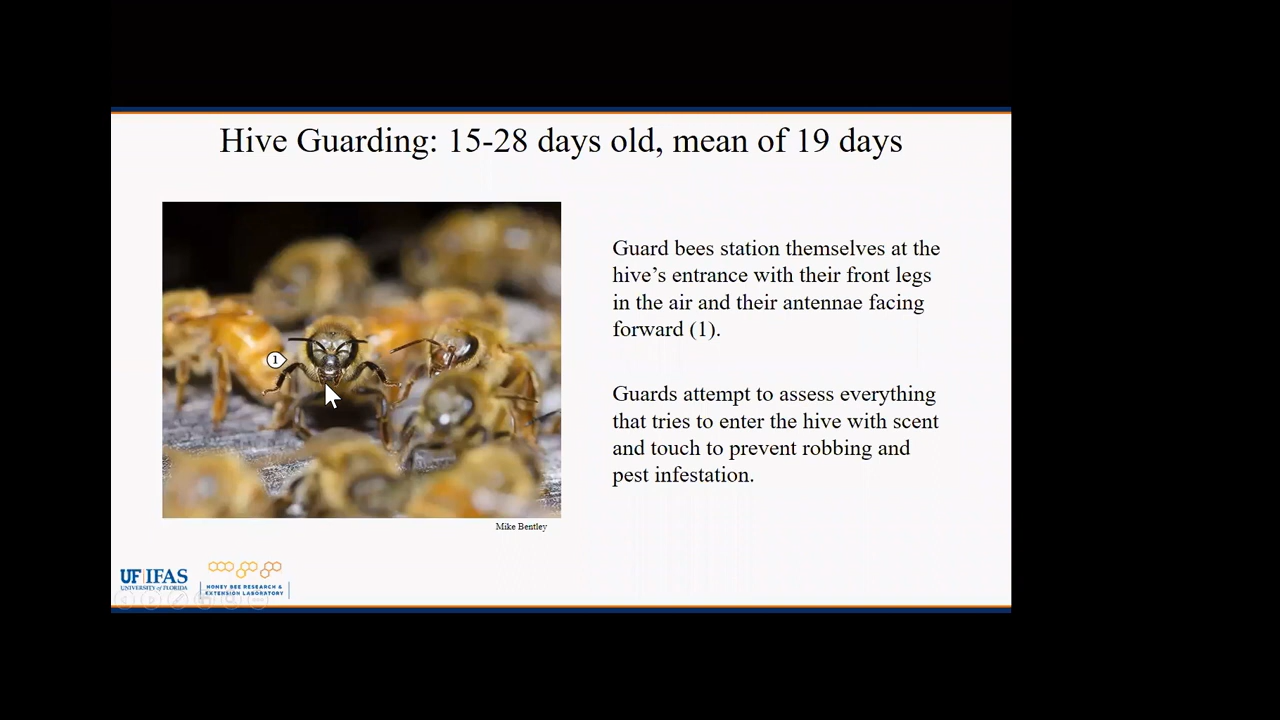 Hive Guarding: 15-28 days old, mean of 19 days
1
Guard bees station themselves at the
hive’s entrance with their front legs
in the air and their antennae facing
forward (1).
Guards attempt to assess everything
that tries to enter the hive with scent
and touch to prevent robbing and
pest infestation.
Mike Bentley
UF|IFAS
UNIVERSITY of FLORIDA
HONEY BEE RESEARCH &
EXTENSION LABORATORY